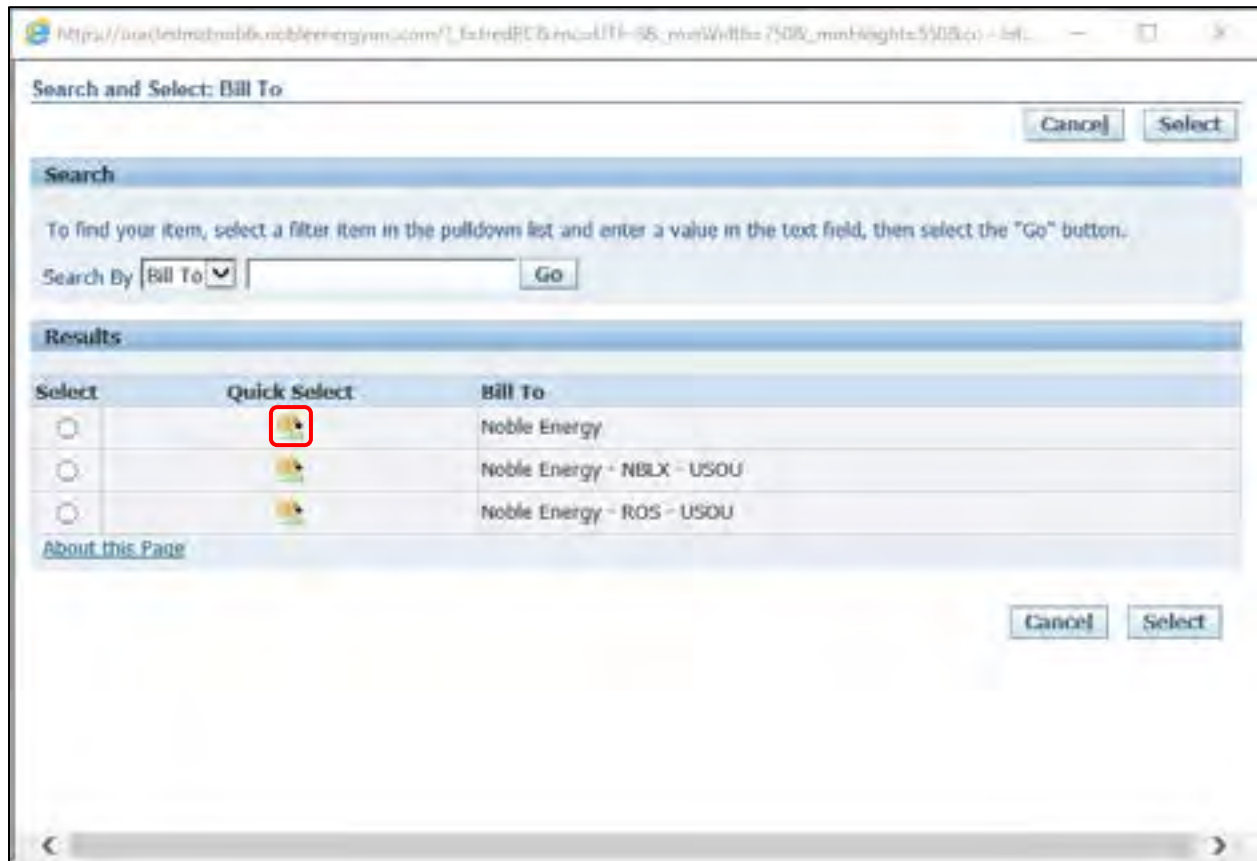 Search and Select: Bill To
Cancel Select
Search
To find your item, select a filter item in the pulldown list and enter a value in the text field, then select the "Go" button.
Search By Bill To Go
Results
Select Quick Select Bill To
Noble Energy
Noble Energy - NBLX - USOU
Noble Energy - ROS - USOU
About this Page
Cancel Select